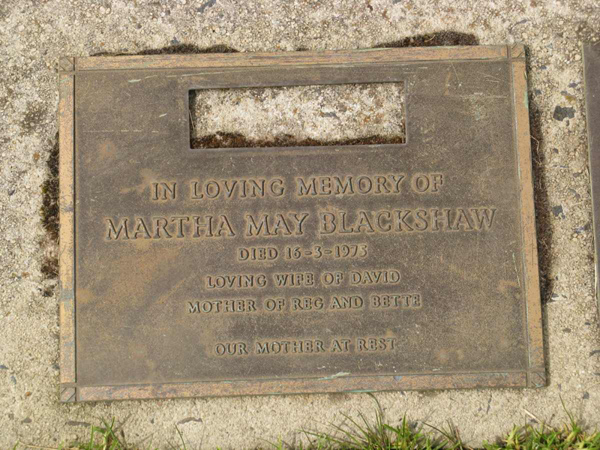 IN LOVING MEMORY OF
MARTHA MAY BLACKSHAW
DIED 16-3-1973
LOVING WIFE OF DAVID
MOTHER OF REG AND BETTE
OUR MOTHER AT REST